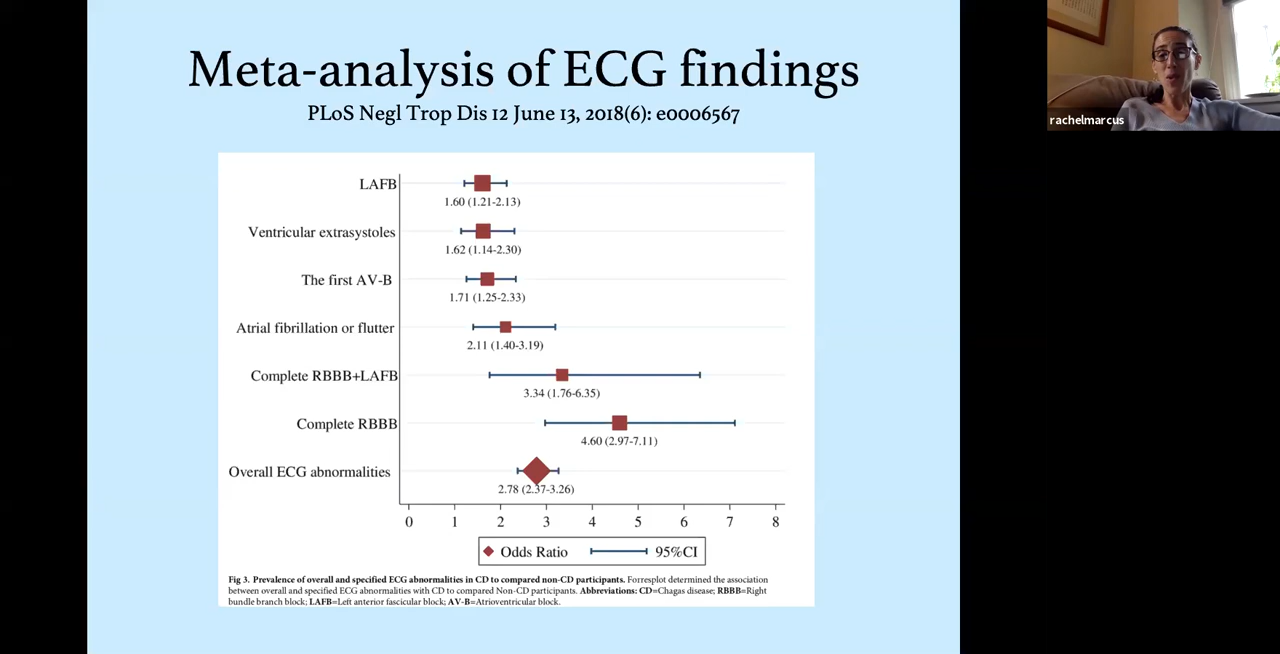 Meta-analysis of ECG findings
PLoS Negl Trop Dis 12 June 13, 2018(6): e0006567
rachelmarcus
LAFB
1.60 (1.21-2.13)
Ventricular extrasystoles
1.62 (1.14-2.30)
The first AV-B
1.71 (1.25-2.33)
Atrial fibrillation or flutter
2.11 (1.40-3.19)
Complete RBBB+LAFB
3.34 (1.76-6.35)
Complete RBBB
4.60 (2.97-7.11)
Overall ECG abnormalities
2.78 (2.37-3.26)
0 1 2 3 4 5 6 7 8
Odds Ratio 95%CI
Fig 3. Prevalence of overall and specified ECG abnormalities in CD to compared non-CD participants. Forresplot determined the association
between overall and specified ECG abnormalities with CD to compared Non-CD participants. Abbreviations: CD=Chagas disease; RBBB=Right
bundle branch block; LAFB=Left anterior fascicular block; AV-B=Atrioventricular block.